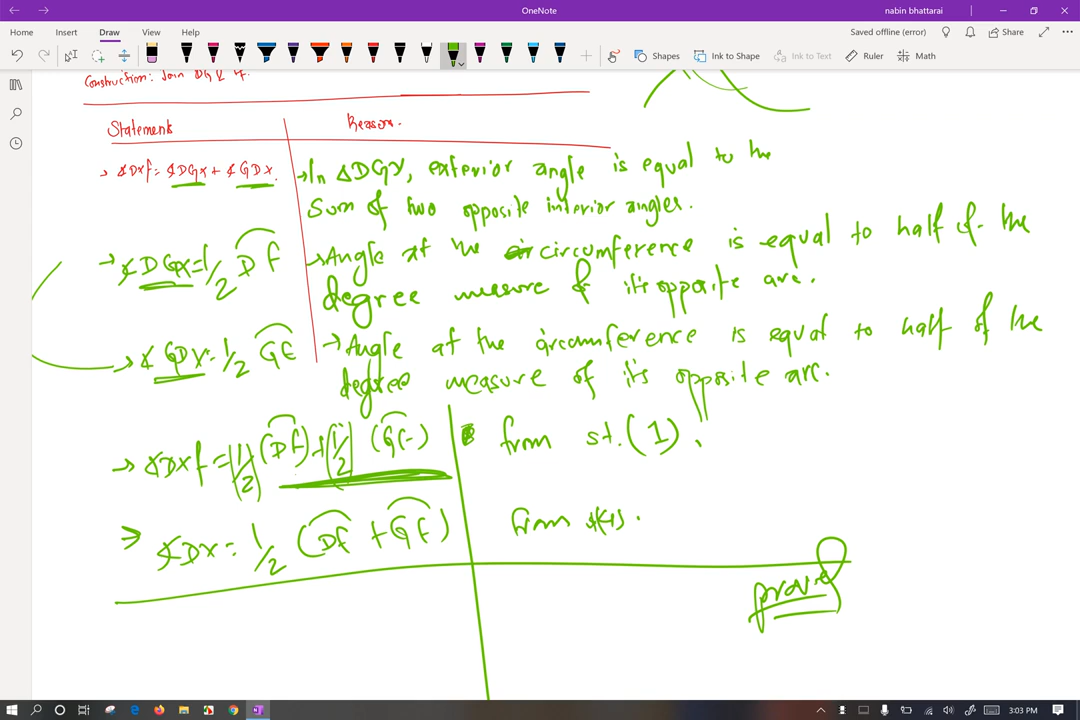 OneNote
nabin bhattarai
Home Insert Draw View Help
Saved offline (error)
Share
Shapes
Ink to Shape
Ink to Text
Ruler
Math
Construction: Join DG &
Statements
Reason.
→ ∡DXf = ∡DGX + ∡GDX.
→ In ΔDGX, exterior angle is equal to the
sum of two opposite interior angles.
→ ∡DGX = 1/2 Df
→ Angle at the circumference is equal to half of the
degree measure of its opposite arc.
→ ∡GDX = 1/2 GE
→ Angle at the circumference is equal to half of the
degree measure of its opposite arc.
→ ∡DXf = (1/2) (Df) + (1/2) (GE)
from st. (1).
→ ∡DX = 1/2 (Df + Gf)
from
proved
3:03 PM